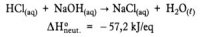 HCl(aq) + NaOH(aq) → NaCl(aq) + H₂O(ℓ)
ΔH°neut. = −57,2 kJ/eq